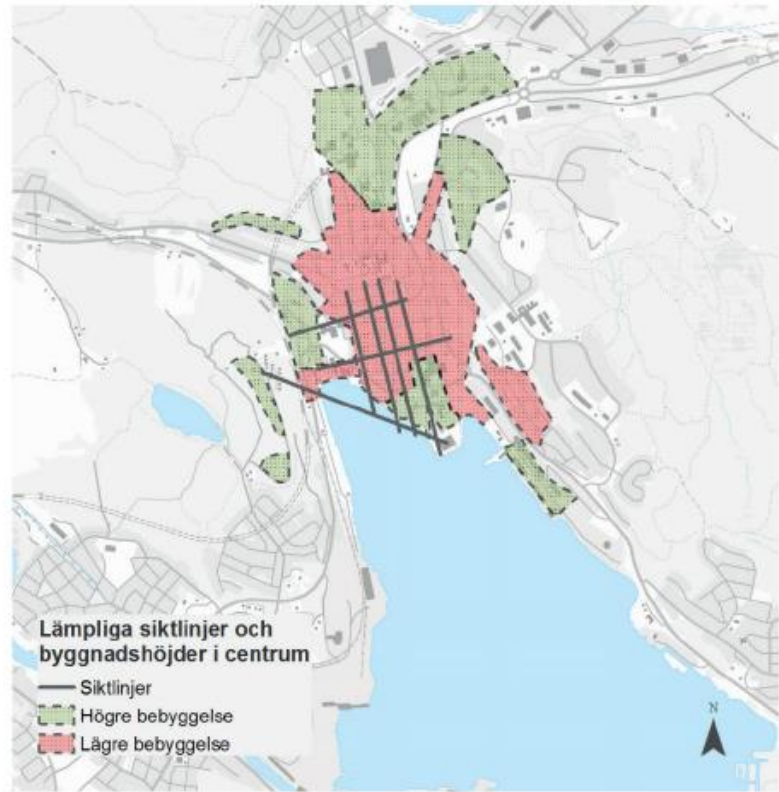 Lämpliga siktlinjer och
byggnadshöjder i centrum
Siktlinjer
Högre bebyggelse
Lägre bebyggelse
N